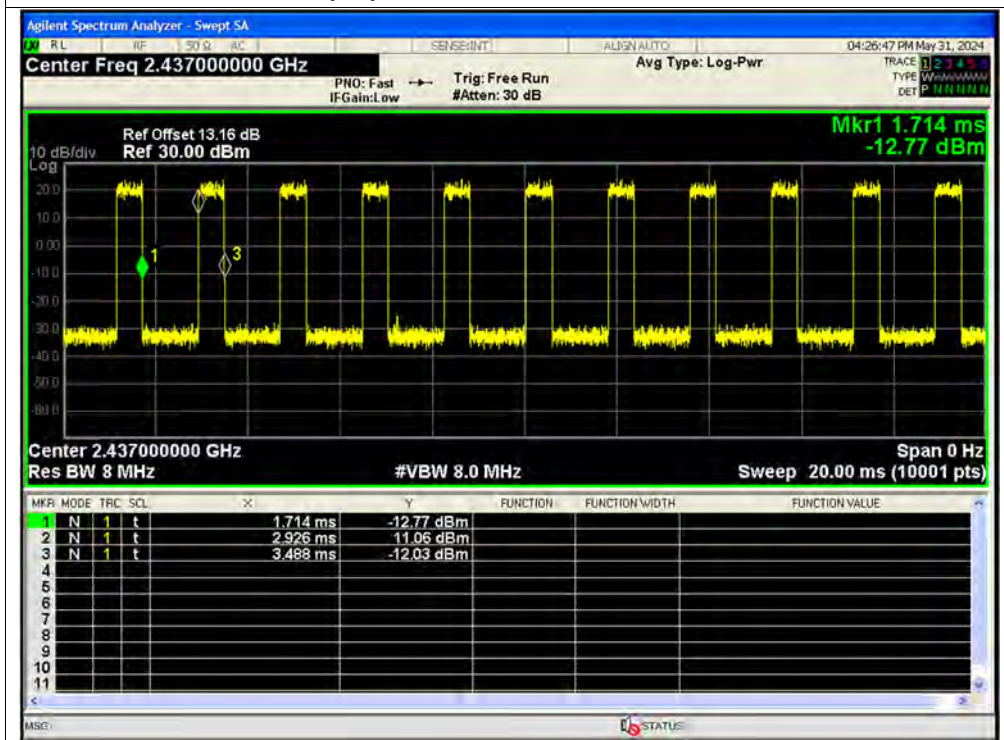 Agilent Spectrum Analyzer - Swept SA
RL RF 50 Ω AC SENSE:INT ALIGN AUTO 04:26:47 PM May 31, 2024
Center Freq 2.437000000 GHz Avg Type: Log-Pwr TRACE 1 2 3 4 5 6
PNO: Fast Trig: Free Run TYPE
IFGain:Low #Atten: 30 dB DET P N N N N N
Mkr1 1.714 ms
Ref Offset 13.16 dB
10 dB/div Ref 30.00 dBm -12.77 dBm
Log
20.0
10.0
0.00
-10.0
-20.0
-30.0
-40.0
-50.0
-60.0
1
3
Center 2.437000000 GHz Span 0 Hz
Res BW 8 MHz #VBW 8.0 MHz Sweep 20.00 ms (10001 pts)
MKR MODE TRC SCL X Y FUNCTION FUNCTION WIDTH FUNCTION VALUE
1 N 1 t 1.714 ms -12.77 dBm
2 N 1 t 2.926 ms 11.06 dBm
3 N 1 t 3.488 ms -12.03 dBm
4
5
6
7
8
9
10
11
MSG STATUS